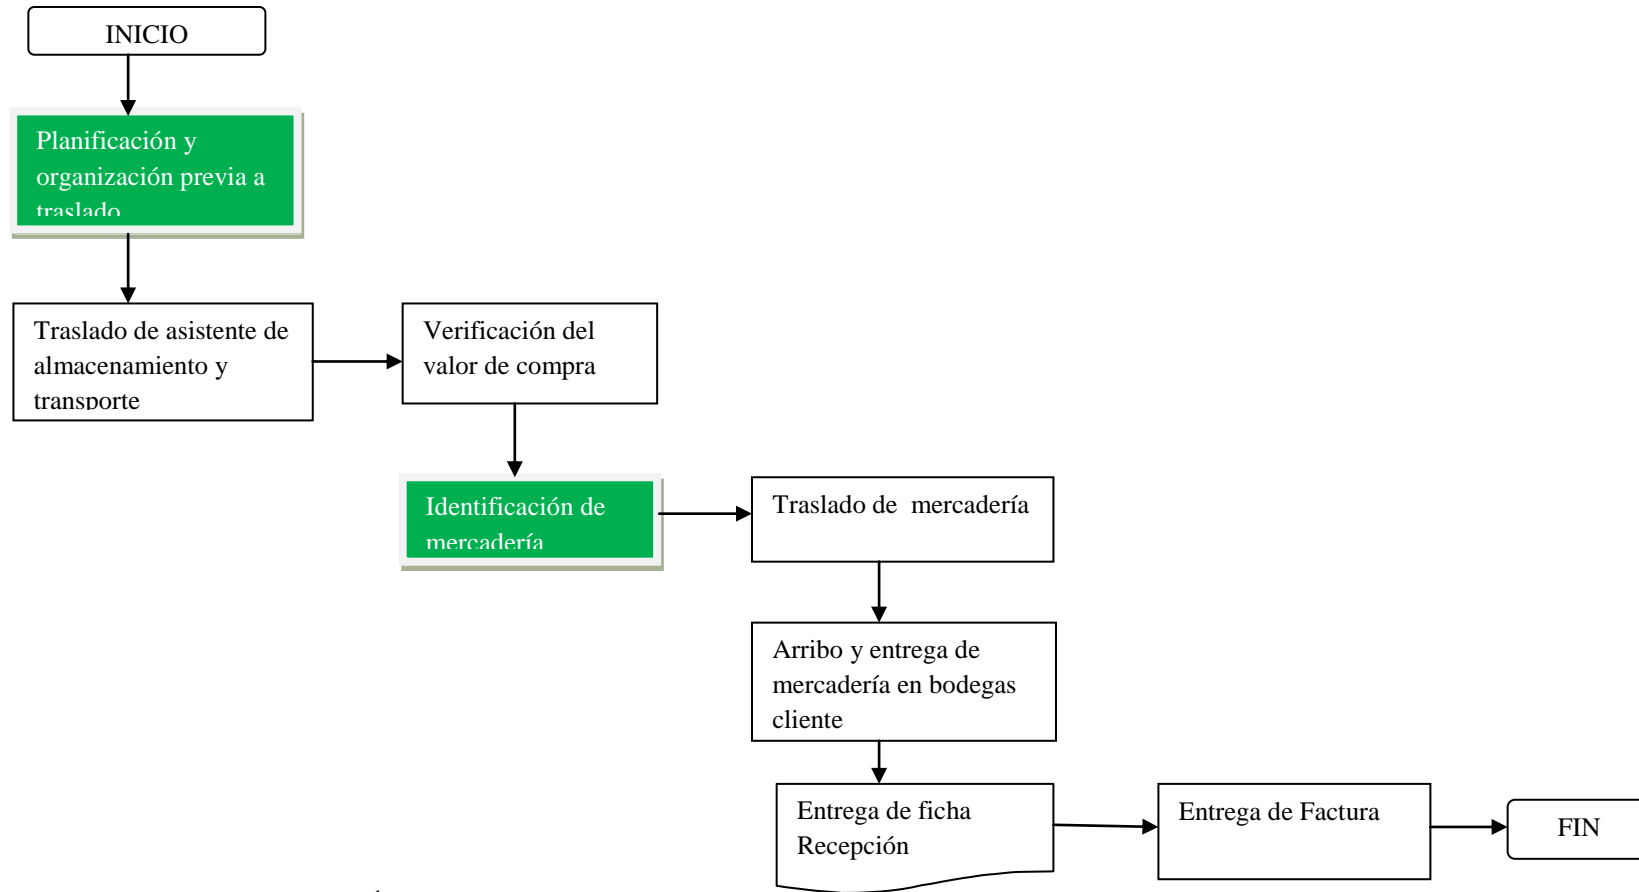 INICIO
Planificación y
organización previa a
traslado
Traslado de asistente de
almacenamiento y
transporte
Verificación del
valor de compra
Identificación de
mercadería
Traslado de  mercadería
Arribo y entrega de
mercadería en bodegas
cliente
Entrega de ficha
Recepción
Entrega de Factura
FIN